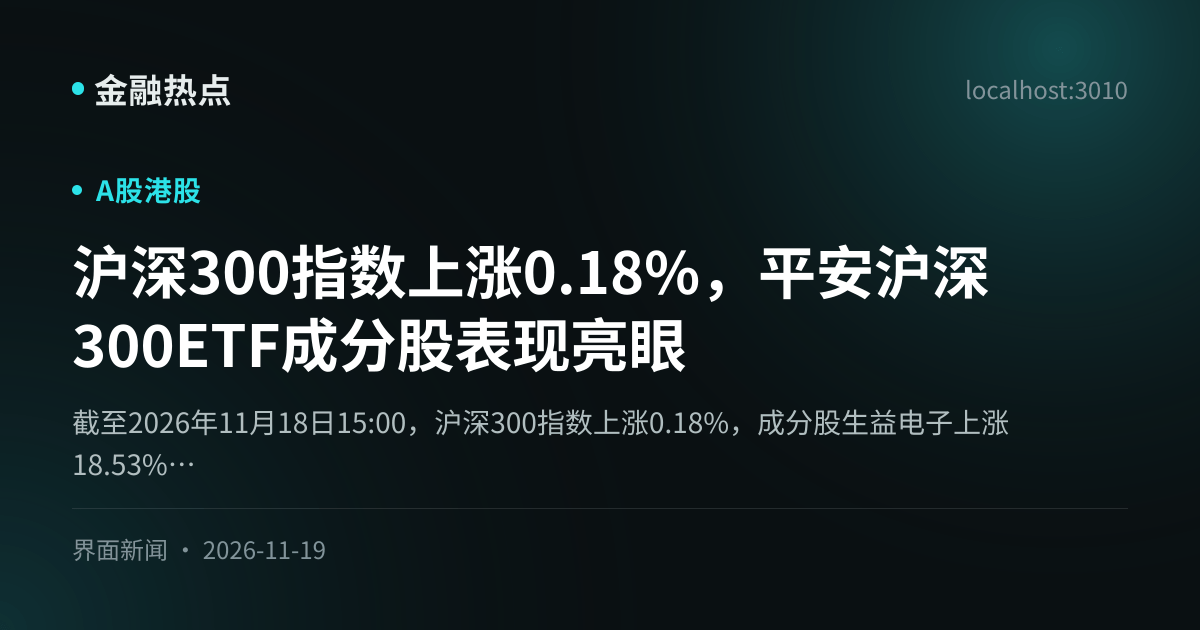 金融热点
localhost:3010
A股港股
沪深300指数上涨0.18%，平安沪深
300ETF成分股表现亮眼
截至2026年11月18日15:00，沪深300指数上涨0.18%，成分股生益电子上涨
18.53%…
界面新闻 · 2026-11-19